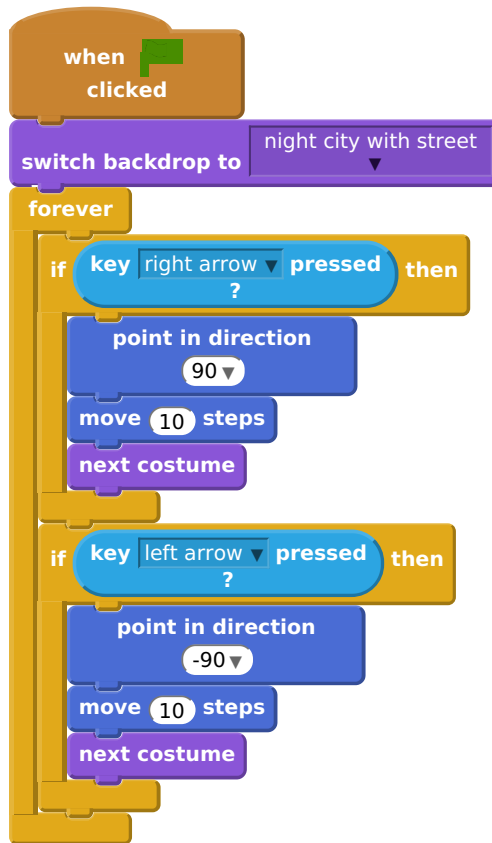 when
clicked
switch backdrop to night city with street ▼
forever
if key right arrow ▼ pressed ? then
point in direction
90 ▼
move 10 steps
next costume
if key left arrow ▼ pressed ? then
point in direction
-90 ▼
move 10 steps
next costume